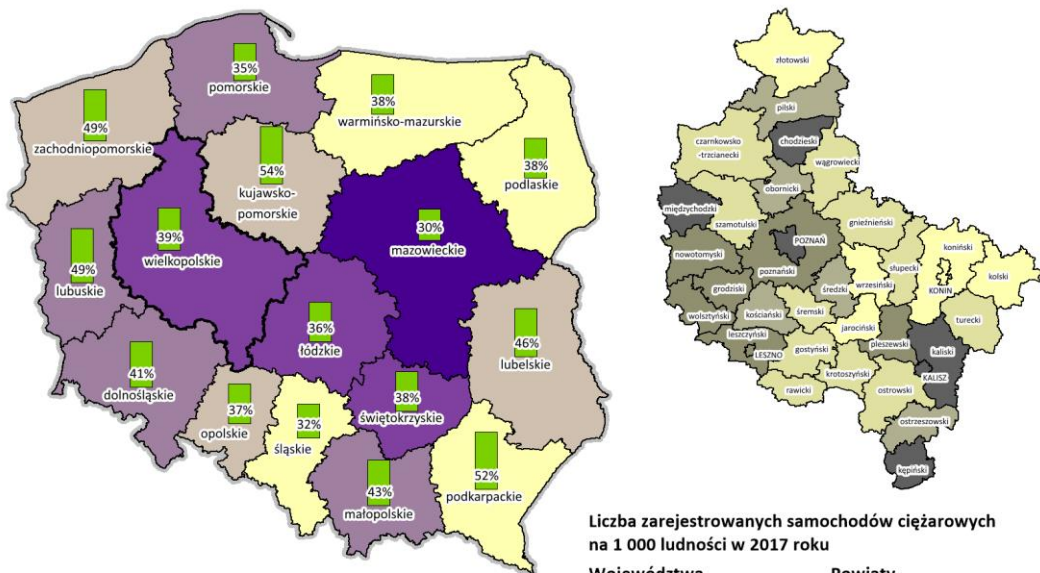 35%
pomorskie
49%
zachodniopomorskie
38%
warmińsko-mazurskie
54%
kujawsko-
pomorskie
38%
podlaskie
39%
wielkopolskie
30%
mazowieckie
49%
lubuskie
36%
łódzkie
46%
lubelskie
41%
dolnośląskie
37%
opolskie
32%
śląskie
38%
świętokrzyskie
43%
małopolskie
52%
podkarpackie
złotowski
pilski
czarnkowsko
-trzcianecki
chodzieski
wągrowiecki
obornicki
międzychodzki
szamotulski
gnieźnieński
POZNAŃ
koniński
nowotomyski
poznański
słupecki
kolski
grodziski
średzki
wrzesiński
KONIN
wolsztyński
kościański
śremski
turecki
leszczyński
jarociński
pleszewski
kaliski
LESZNO
gostyński
krotoszyński
KALISZ
rawicki
ostrowski
ostrzeszowski
kępiński
Liczba zarejestrowanych samochodów ciężarowych
na 1 000 ludności w 2017 roku
Województwa Powiaty